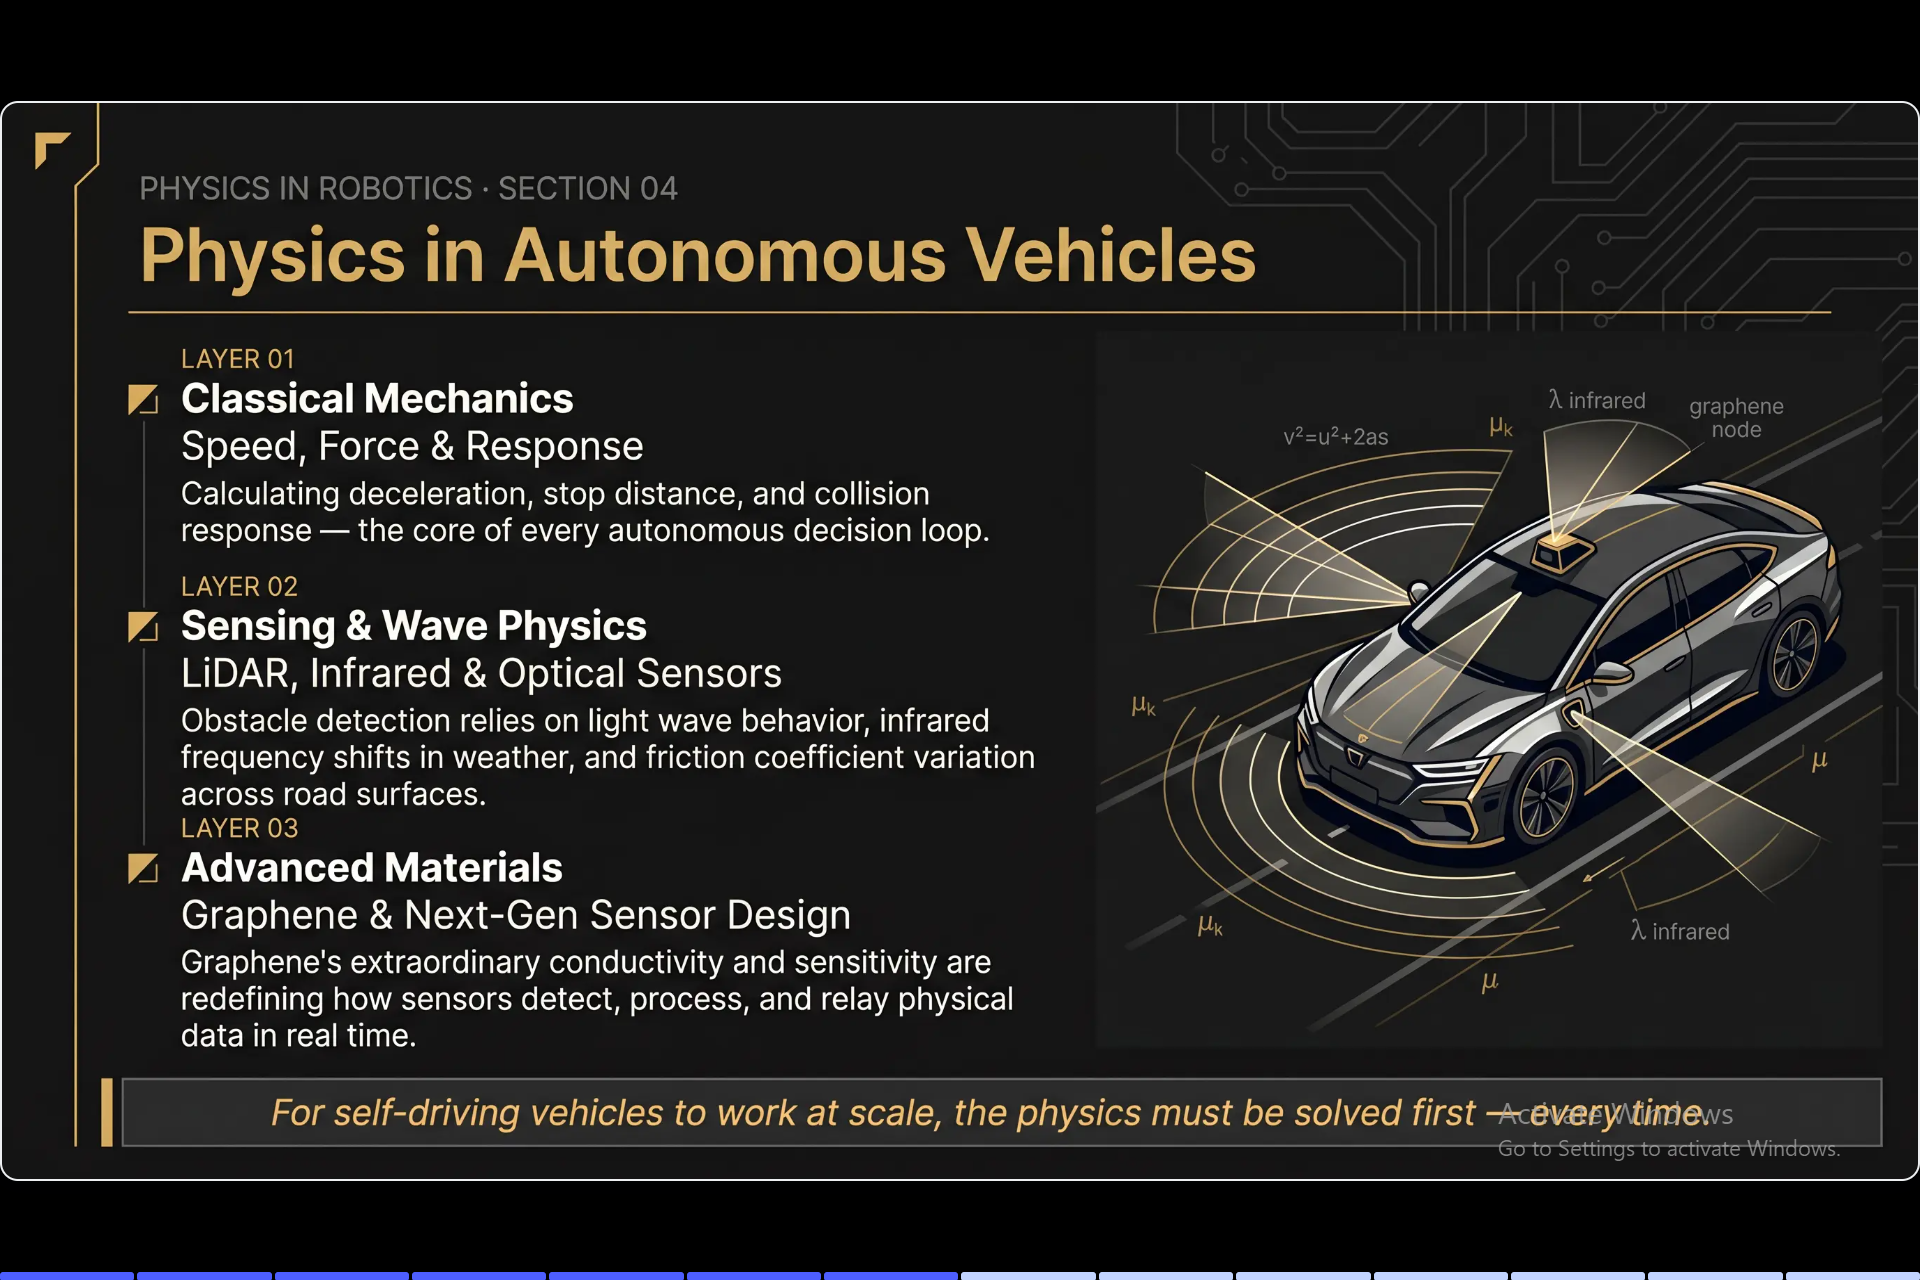 PHYSICS IN ROBOTICS · SECTION 04
Physics in Autonomous Vehicles
LAYER 01
Classical Mechanics
Speed, Force & Response
Calculating deceleration, stop distance, and collision
response — the core of every autonomous decision loop.
LAYER 02
Sensing & Wave Physics
LiDAR, Infrared & Optical Sensors
Obstacle detection relies on light wave behavior, infrared
frequency shifts in weather, and friction coefficient variation
across road surfaces.
LAYER 03
Advanced Materials
Graphene & Next-Gen Sensor Design
Graphene's extraordinary conductivity and sensitivity are
redefining how sensors detect, process, and relay physical
data in real time.
v²=u²+2as
μₖ
λ infrared
graphene
node
μₖ
μ
μₖ
λ infrared
μ
For self-driving vehicles to work at scale, the physics must be solved first — every time.
Activate Windows
Go to Settings to activate Windows.